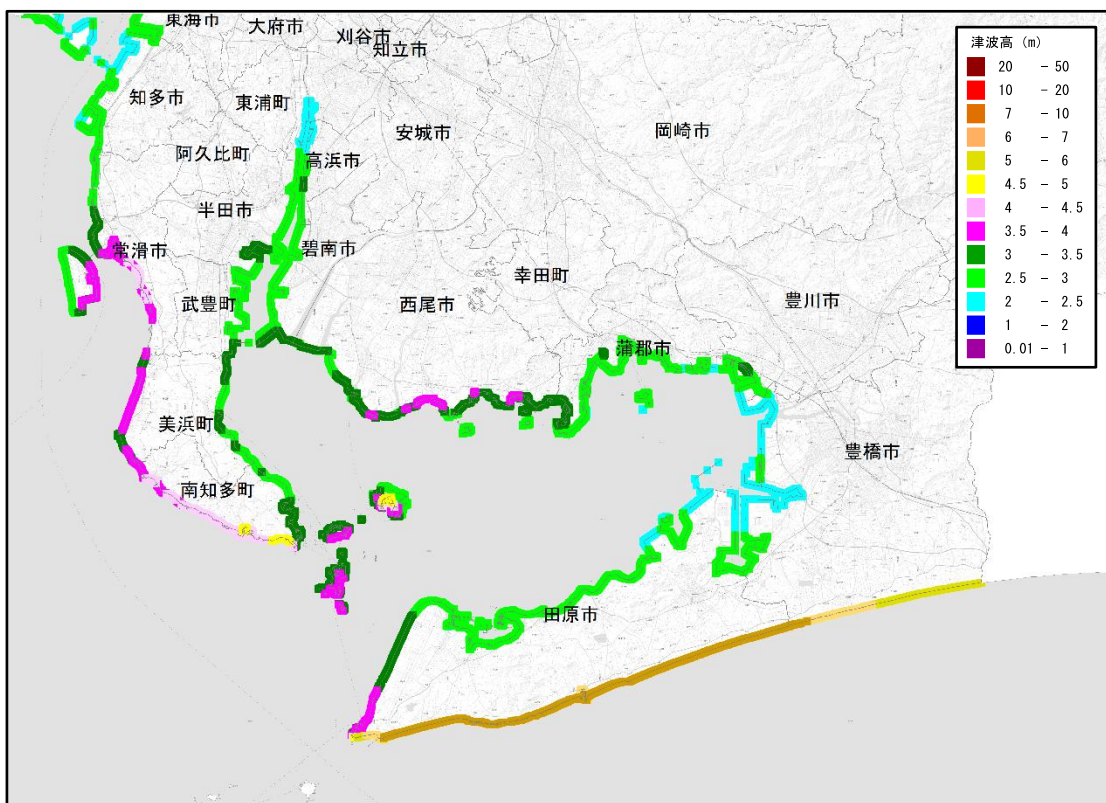 東海市
大府市
刈谷市
知立市
知多市
東浦町
安城市
岡崎市
阿久比町
高浜市
半田市
常滑市
碧南市
幸田町
武豊町
西尾市
豊川市
蒲郡市
美浜町
豊橋市
南知多町
田原市
津波高 (m)
20 - 50
10 - 20
7 - 10
6 - 7
5 - 6
4.5 - 5
4 - 4.5
3.5 - 4
3 - 3.5
2.5 - 3
2 - 2.5
1 - 2
0.01 - 1